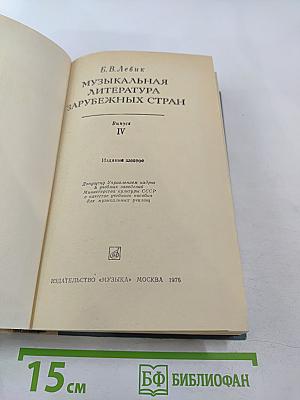 Б. В. Левик
МУЗЫКАЛЬНАЯ
ЛИТЕРАТУРА
ЗАРУБЕЖНЫХ СТРАН
Выпуск
IV
Издание
Допущено Управлением кадров
и учебных заведений
Министерства культуры СССР
в качестве учебного пособия
для музыкальных училищ
ИЗДАТЕЛЬСТВО «МУЗЫКА» МОСКВА 1976
15 см
БФ БИБЛИОФАН